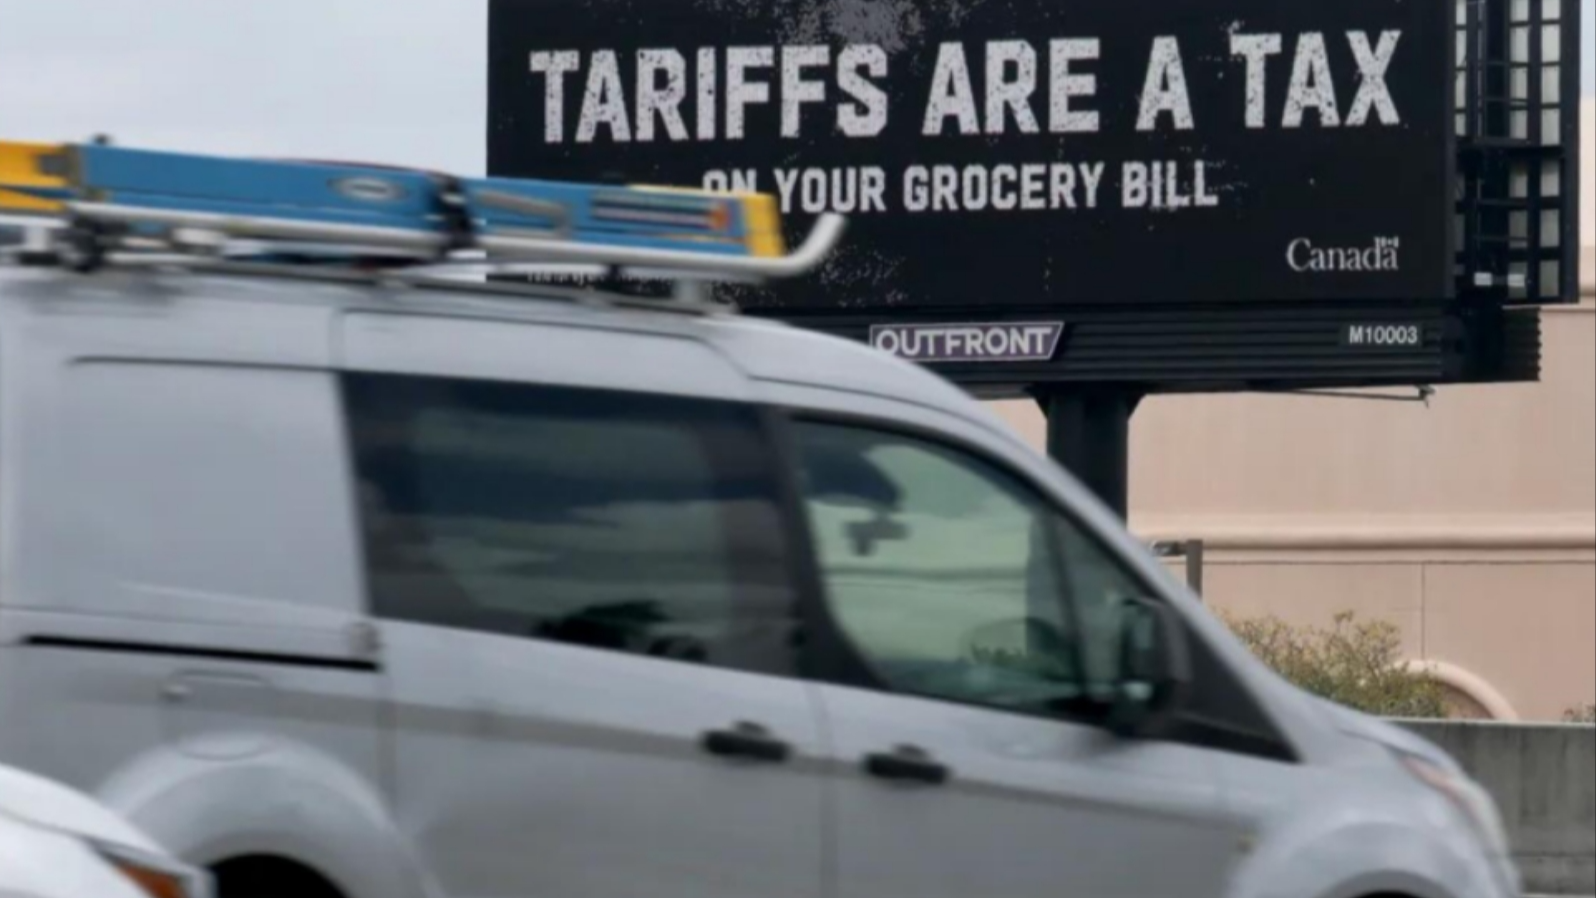 TARIFFS ARE A TAX
ON YOUR GROCERY BILL
Canada
OUTFRONT
M10003